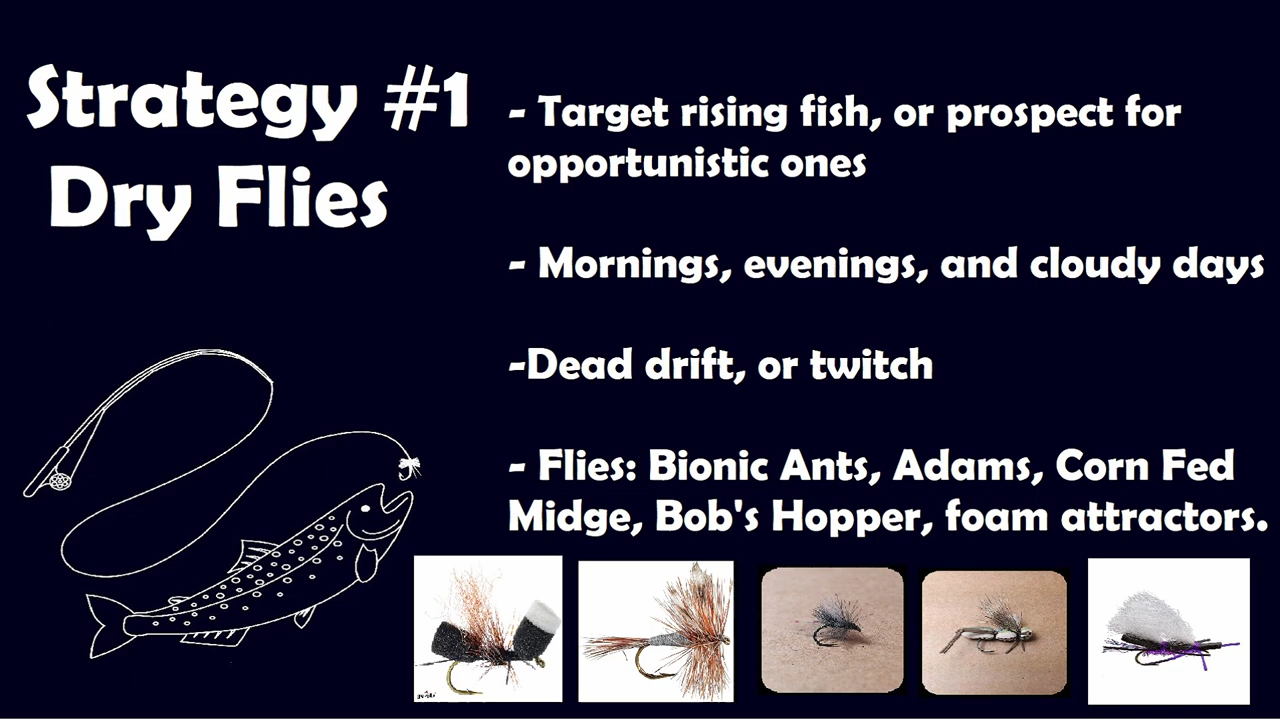 Strategy #1
Dry Flies
- Target rising fish, or prospect for
opportunistic ones
- Mornings, evenings, and cloudy days
-Dead drift, or twitch
- Flies: Bionic Ants, Adams, Corn Fed
Midge, Bob's Hopper, foam attractors.